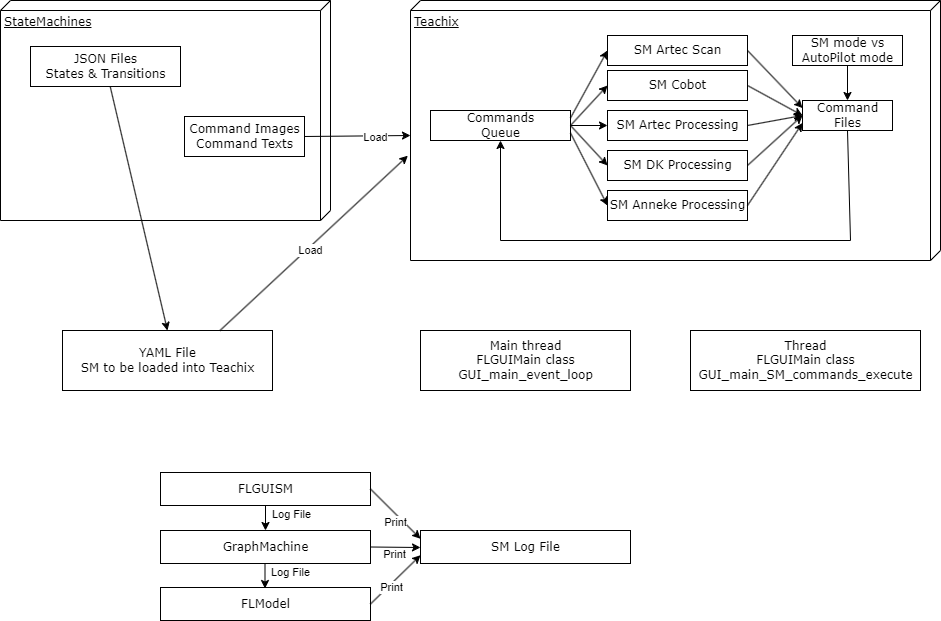 StateMachines
JSON Files
States & Transitions
Command Images
Command Texts
Load
Load
Teachix
Commands
Queue
SM Artec Scan
SM Cobot
SM Artec Processing
SM DK Processing
SM Anneke Processing
SM mode vs
AutoPilot mode
Command
Files
YAML File
SM to be loaded into Teachix
Main thread
FLGUIMain class
GUI_main_event_loop
Thread
FLGUIMain class
GUI_main_SM_commands_execute
FLGUISM
Log File
Print
GraphMachine
Print
SM Log File
Log File
Print
FLModel